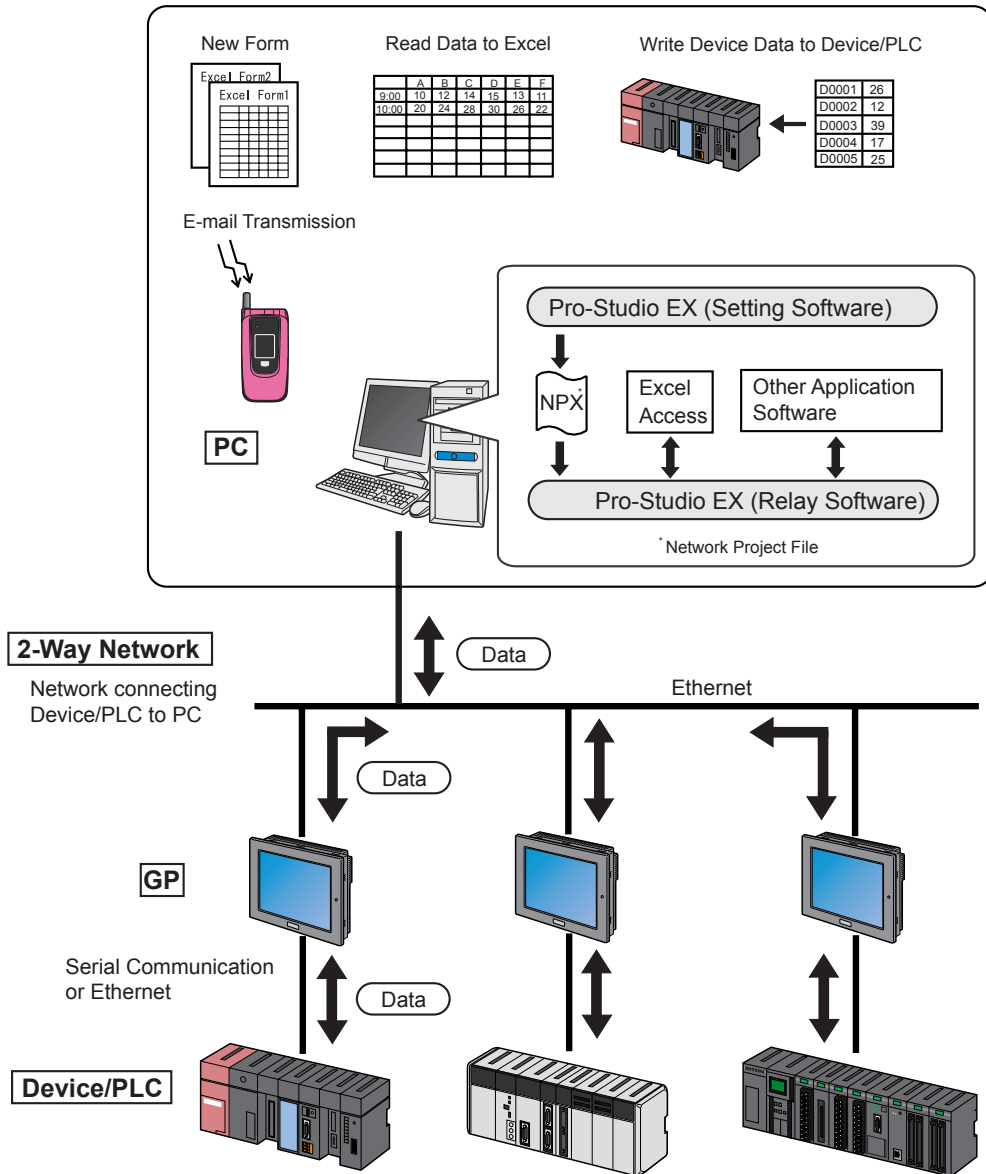 New Form
Read Data to Excel
Write Device Data to Device/PLC
Excel Form2
Excel Form1
A B C D E F
9:00 10 12 14 15 13 11
10:00 20 24 28 30 26 22
D0001 26
D0002 12
D0003 39
D0004 17
D0005 25
E-mail Transmission
PC
Pro-Studio EX (Setting Software)
NPX*
Excel
Access
Other Application
Software
Pro-Studio EX (Relay Software)
* Network Project File
2-Way Network
Data
Network connecting
Device/PLC to PC
Ethernet
Data
GP
Serial Communication
or Ethernet
Data
Device/PLC